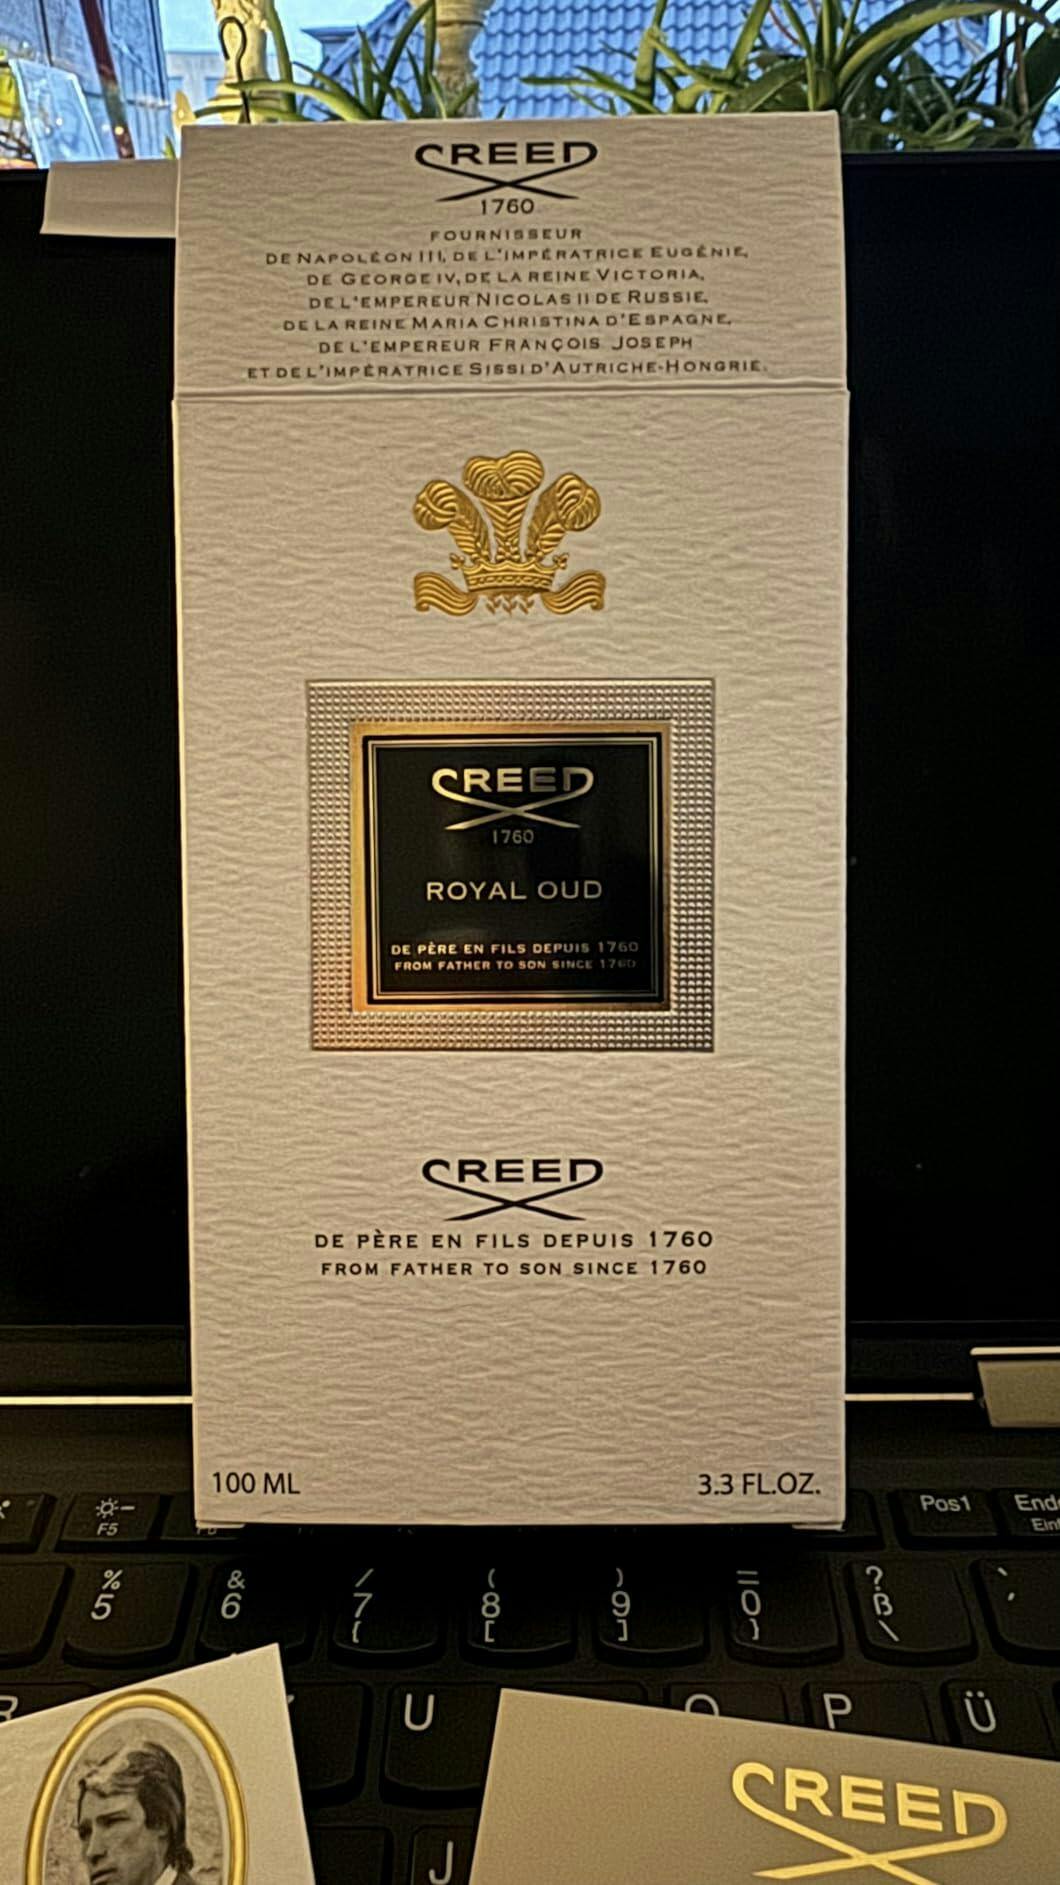 CREED
1760
FOURNISSEUR
DE NAPOLÉON III, DE L'IMPÉRATRICE EUGÉNIE,
DE GEORGE IV, DE LA REINE VICTORIA,
DE L'EMPEREUR NICOLAS II DE RUSSIE,
DE LA REINE MARIA CHRISTINA D'ESPAGNE,
DE L'EMPEREUR FRANÇOIS JOSEPH
ET DE L'IMPÉRATRICE SISSI D'AUTRICHE-HONGRIE.
CREED
1760
ROYAL OUD
DE PÈRE EN FILS DEPUIS 1760
FROM FATHER TO SON SINCE 1760
CREED
DE PÈRE EN FILS DEPUIS 1760
FROM FATHER TO SON SINCE 1760
100 ML 3.3 FL.OZ.
F5 Pos1
% & / ( ) = ?
5 6 7 8 9 0 ß
{ [ ] } \
U P Ü
CREED
J